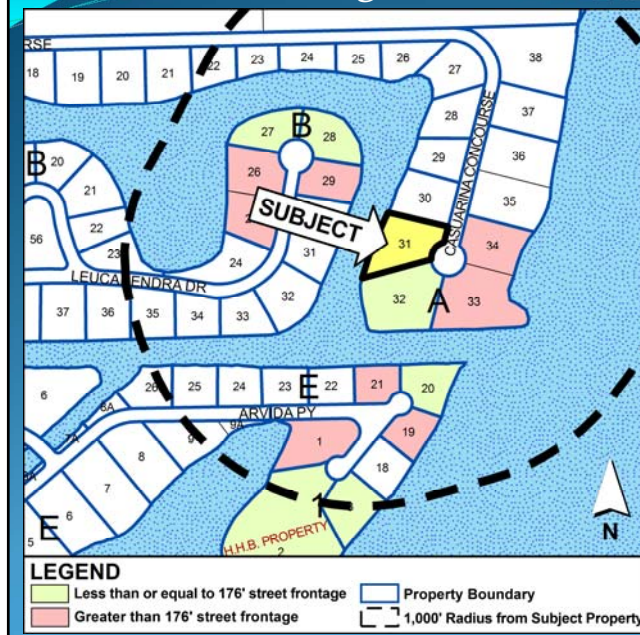 RSE
18 19 20 21 22 23 24 25 26 27 38
28 37
29 36
30 35
CASUARINA CONCOURSE
27 B 28
26 29
SUBJECT
31 34
32 A 33
B 20
21
56 22
23
24 31
32
LEUCADENDRA DR
37 36 35 34 33
6 26 25 24 23 E 22 21 20
8A ARVIDA PY
7A 9A
9 1 19
8 18
7 1
6
E
5
H.H.B. PROPERTY
2
N
LEGEND
Less than or equal to 176' street frontage
Greater than 176' street frontage
Property Boundary
1,000' Radius from Subject Property